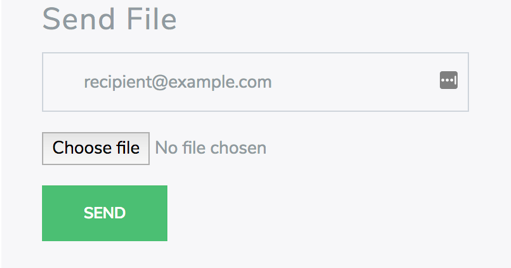 Send File
recipient@example.com
Choose file No file chosen
SEND